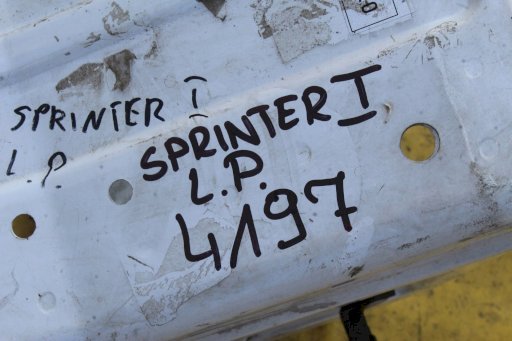 SPRINTER I
L P
SPRINTER I
L.P.
4197